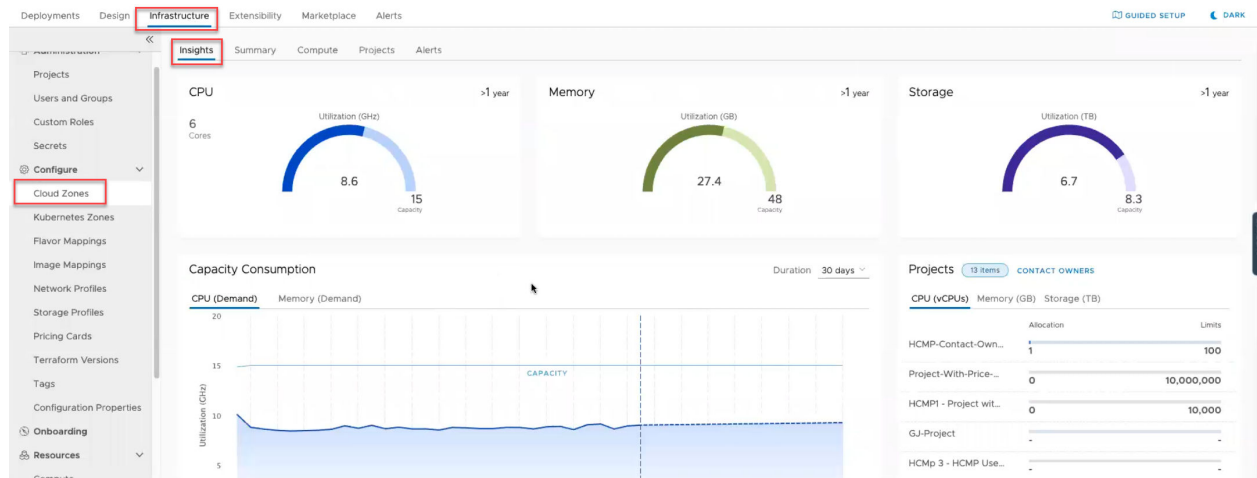 Deployments Design Infrastructure Extensibility Marketplace Alerts GUIDED SETUP DARK
Administration
Projects
Users and Groups
Custom Roles
Secrets
Configure
Cloud Zones
Kubernetes Zones
Flavor Mappings
Image Mappings
Network Profiles
Storage Profiles
Pricing Cards
Terraform Versions
Tags
Configuration Properties
Onboarding
Resources
Compute
Insights Summary Compute Projects Alerts
CPU >1 year
6
Cores
Utilization (GHz)
8.6
15
Capacity
Memory >1 year
Utilization (GB)
27.4
48
Capacity
Storage >1 year
Utilization (TB)
6.7
8.3
Capacity
Capacity Consumption Duration 30 days
CPU (Demand) Memory (Demand)
Utilization (GHz)
20
15
10
5
CAPACITY
Projects 13 items CONTACT OWNERS
CPU (vCPUs) Memory (GB) Storage (TB)
Allocation Limits
HCMP-Contact-Own... 1 100
Project-With-Price-... 0 10,000,000
HCMP1 - Project wit... 0 10,000
GJ-Project - -
HCMp 3 - HCMP Use... - -